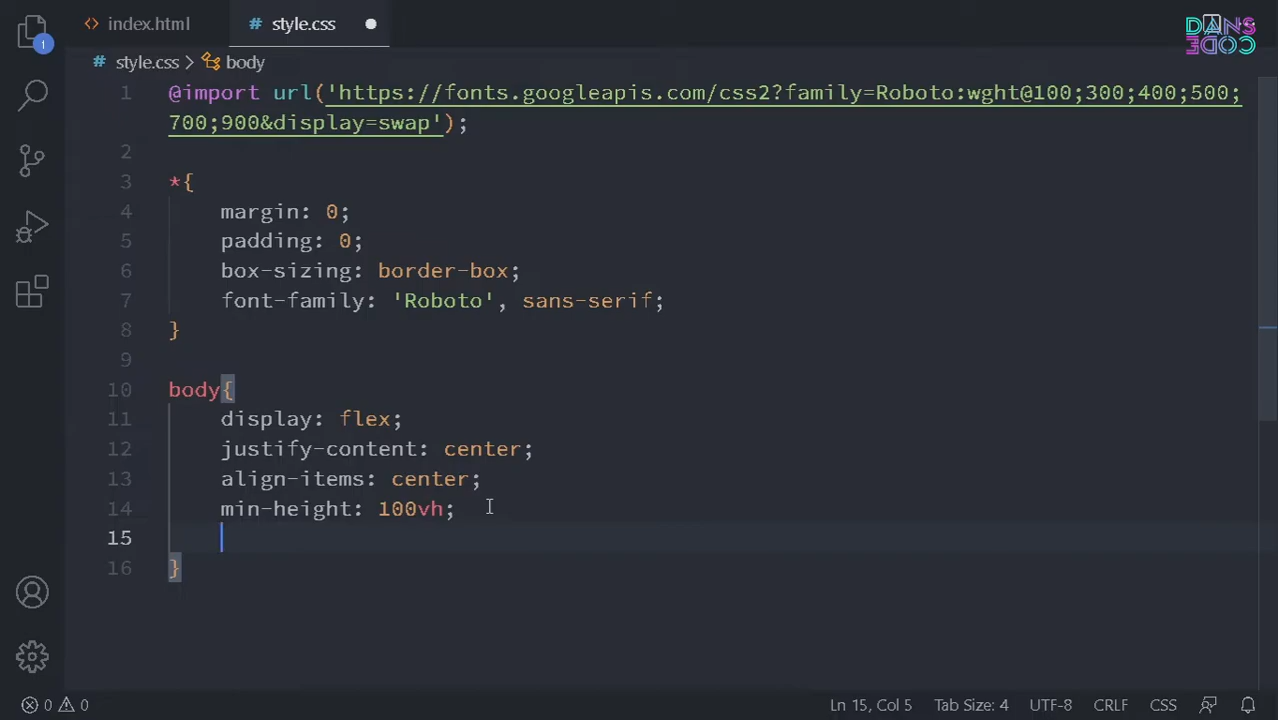 index.html
style.css
DANS
CODE
1
style.css > body
1 @import url('https://fonts.googleapis.com/css2?family=Roboto:wght@100;300;400;500;
700;900&display=swap');
2
3 *{
4 margin: 0;
5 padding: 0;
6 box-sizing: border-box;
7 font-family: 'Roboto', sans-serif;
8 }
9
10 body{
11 display: flex;
12 justify-content: center;
13 align-items: center;
14 min-height: 100vh;
15
16 }
0 0 Ln 15, Col 5 Tab Size: 4 UTF-8 CRLF CSS